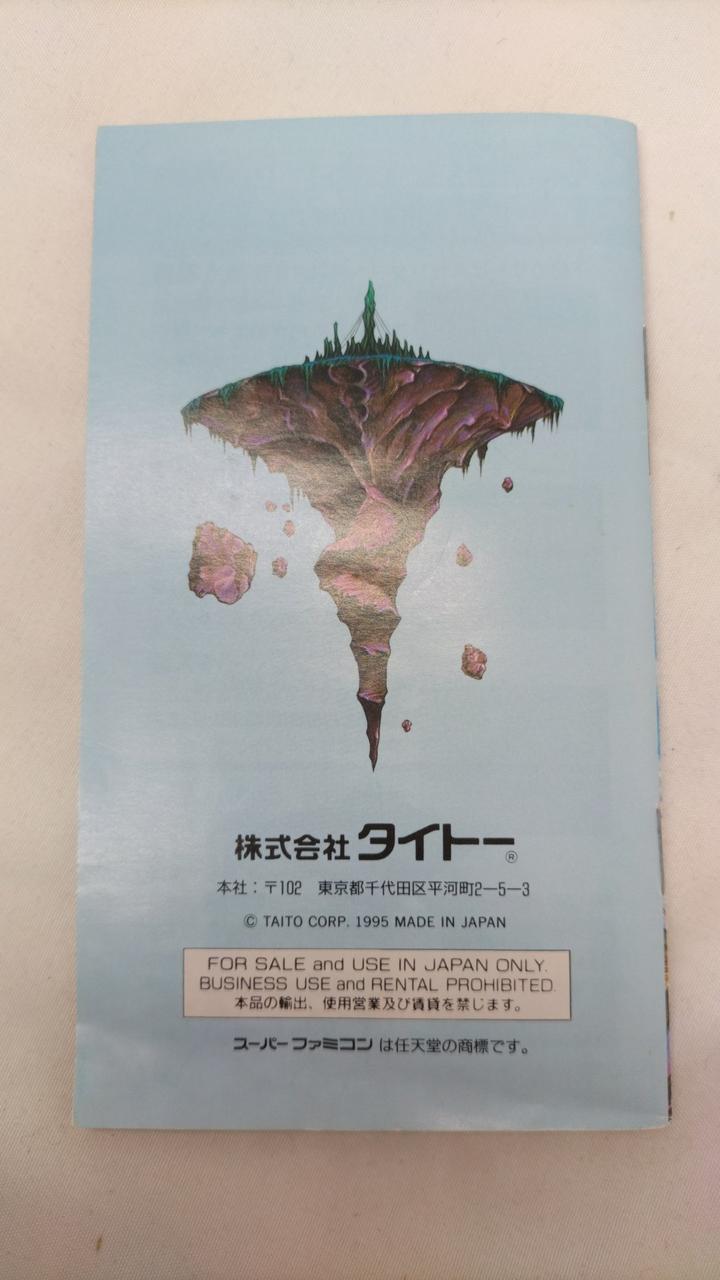 株式会社 タイトー®
本社：〒102　東京都千代田区平河町2—5—3
© TAITO CORP. 1995 MADE IN JAPAN
FOR SALE and USE IN JAPAN ONLY.
BUSINESS USE and RENTAL PROHIBITED.
本品の輸出、使用営業及び賃貸を禁じます。
スーパーファミコン は任天堂の商標です。